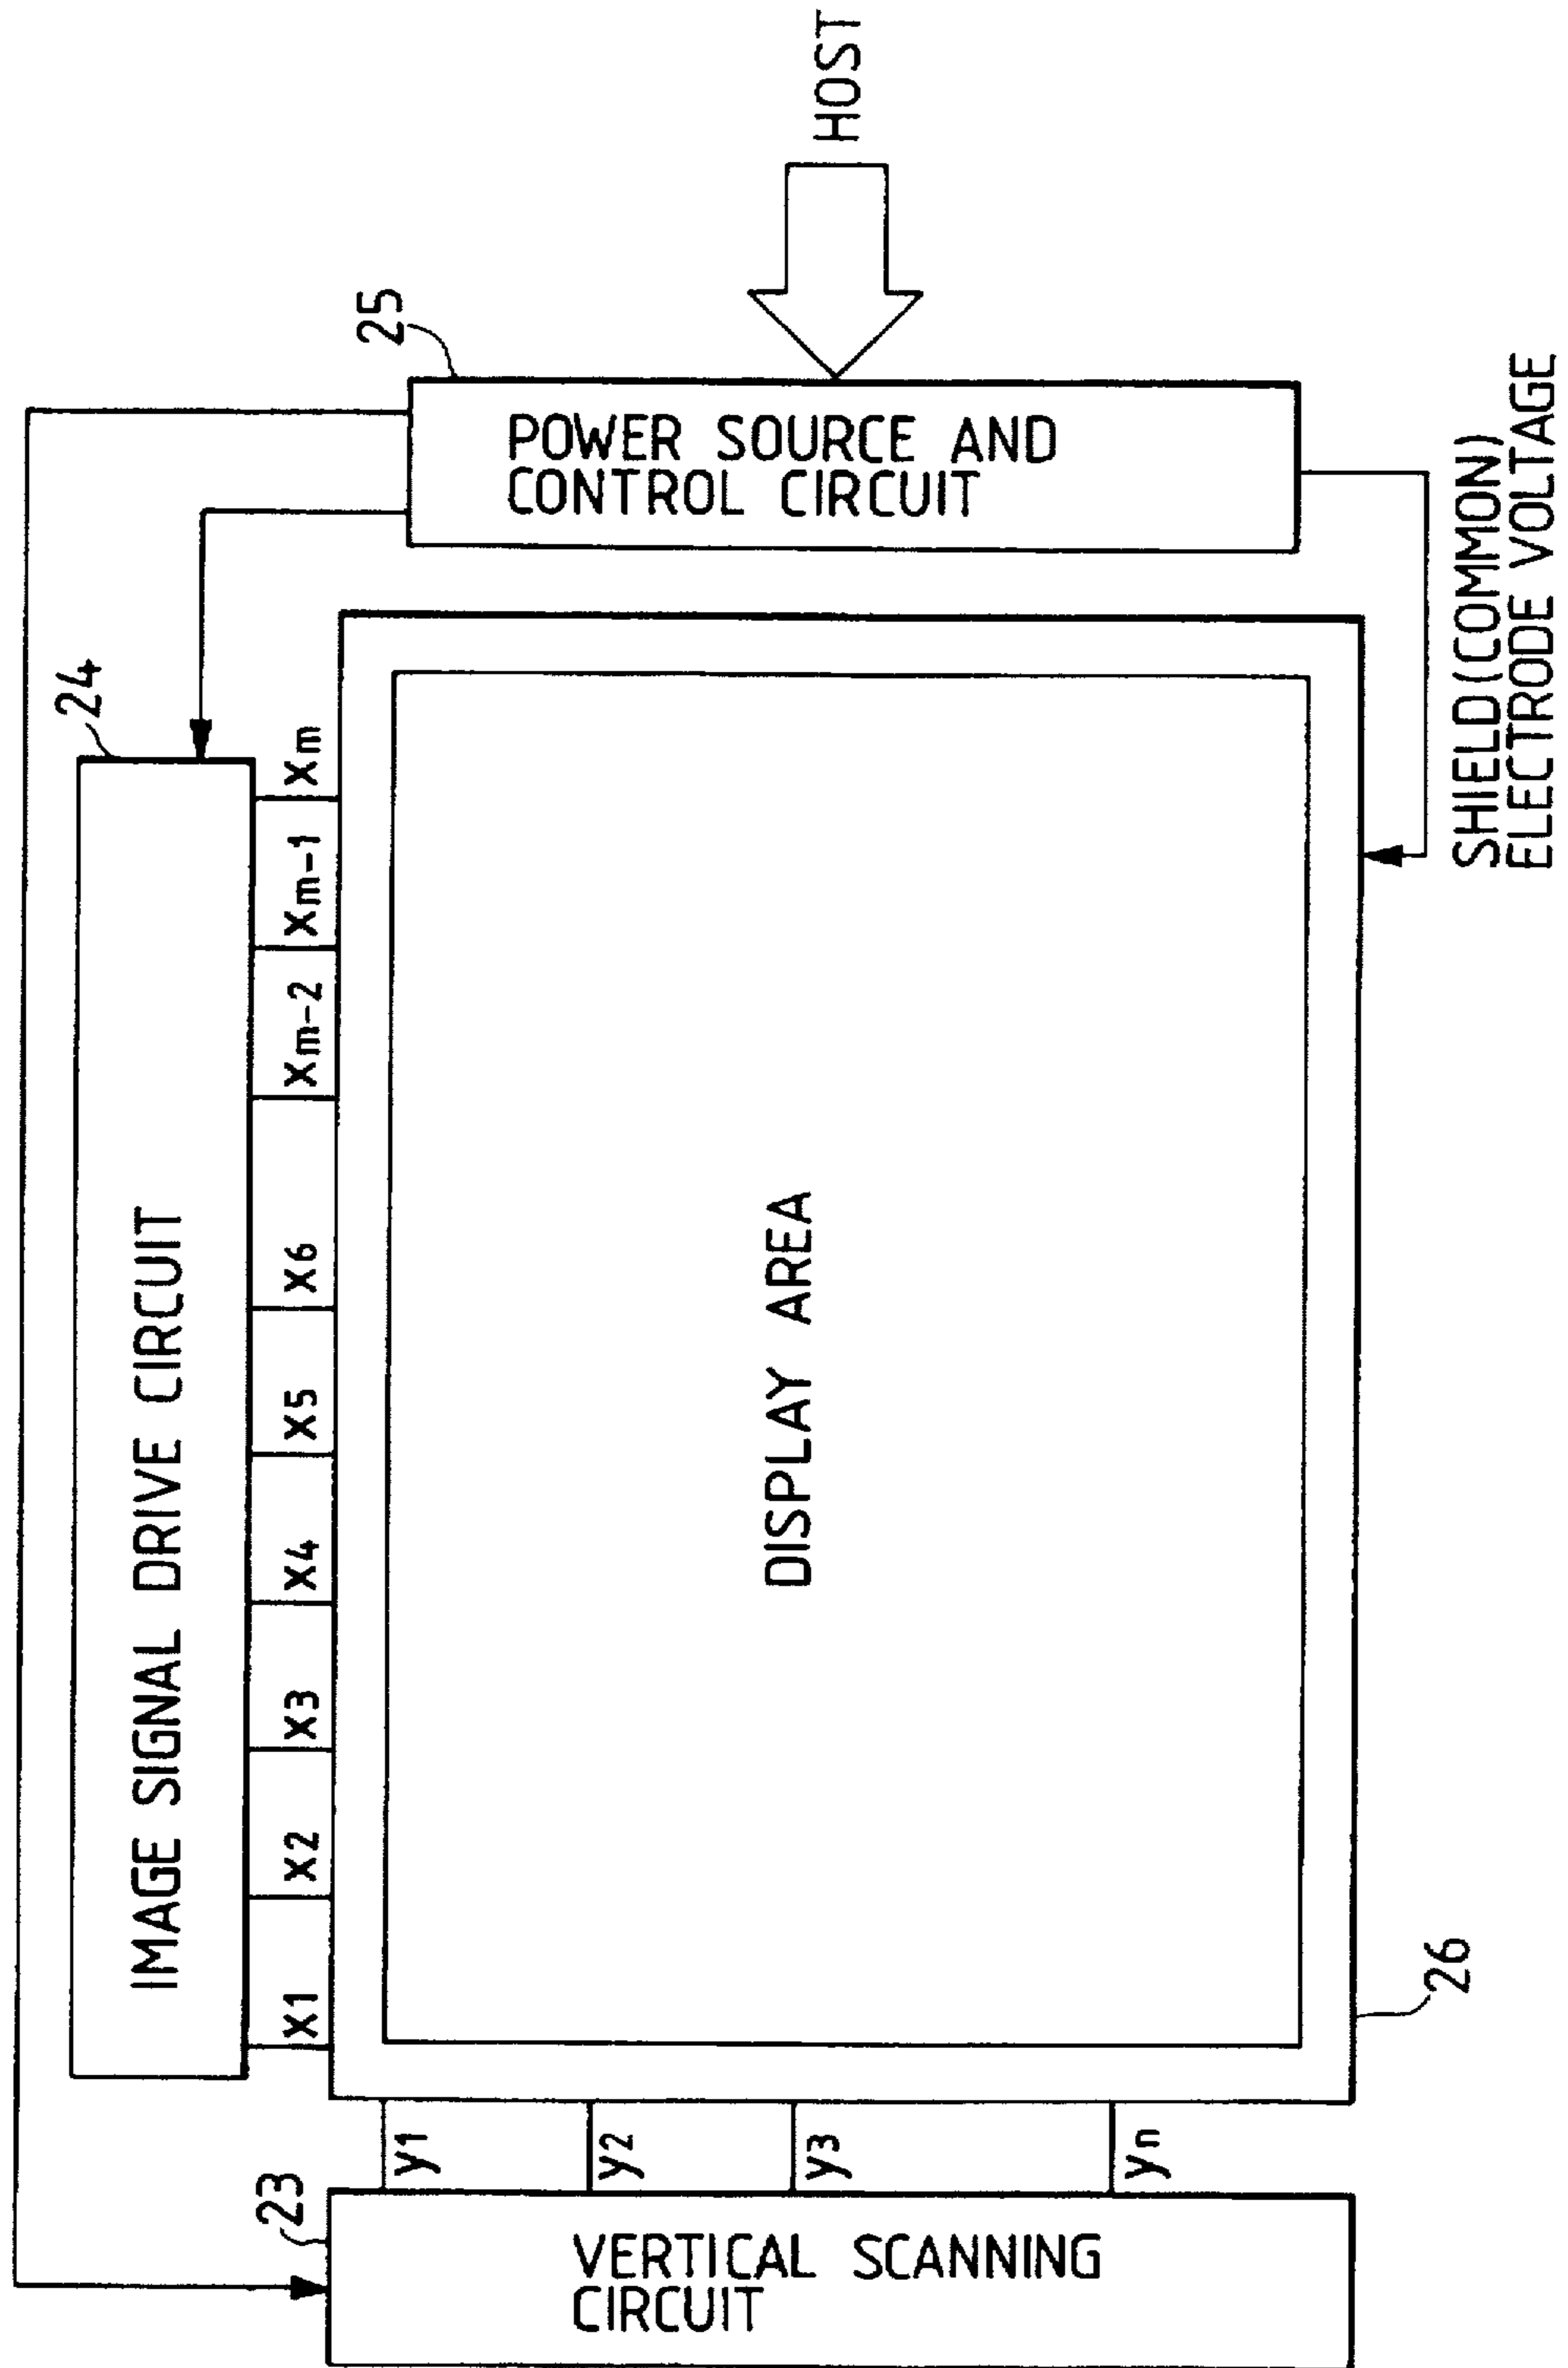 24
IMAGE SIGNAL DRIVE CIRCUIT
25
HOST
POWER SOURCE AND
CONTROL CIRCUIT
X1 X2 X3 X4 X5 X6 Xm-2 Xm-1 Xm
23
VERTICAL SCANNING
CIRCUIT
y1
y2
y3
yn
DISPLAY AREA
26
SHIELD(COMMON)
ELECTRODE VOLTAGE